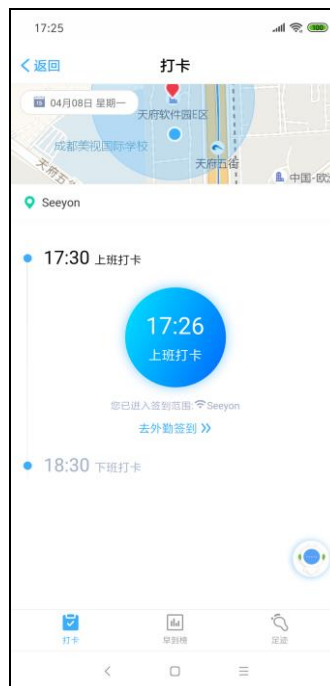 17:25
100
返回
打卡
04月08日 星期一
天府软件园E区
成都美视国际学校
天府五街
天府五
中国-欧
Seeyon
17:30 上班打卡
17:26
上班打卡
您已进入签到范围:Seeyon
去外勤签到
18:30 下班打卡
打卡
早到榜
足迹